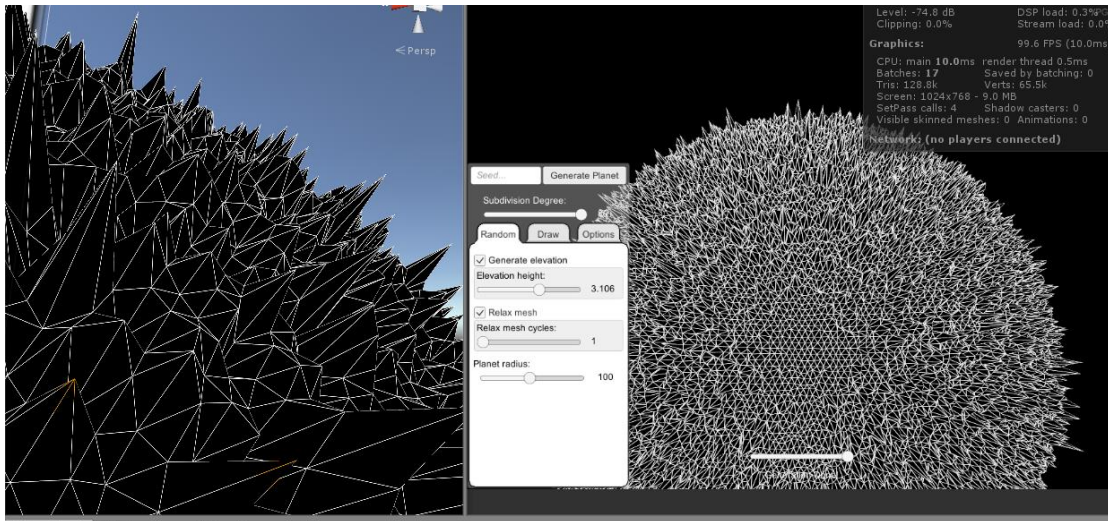 Persp
Level: -74.8 dB DSP load: 0.3%
Clipping: 0.0% Stream load: 0.0%
Graphics: 99.6 FPS (10.0ms
CPU: main 10.0ms render thread 0.5ms
Batches: 17 Saved by batching: 0
Tris: 128.8k Verts: 65.5k
Screen: 1024x768 - 9.0 MB
SetPass calls: 4 Shadow casters: 0
Visible skinned meshes: 0 Animations: 0
Network: (no players connected)
Seed... Generate Planet
Subdivision Degree:
Random Draw Options
Generate elevation
Elevation height:
3.106
Relax mesh
Relax mesh cycles:
1
Planet radius:
100